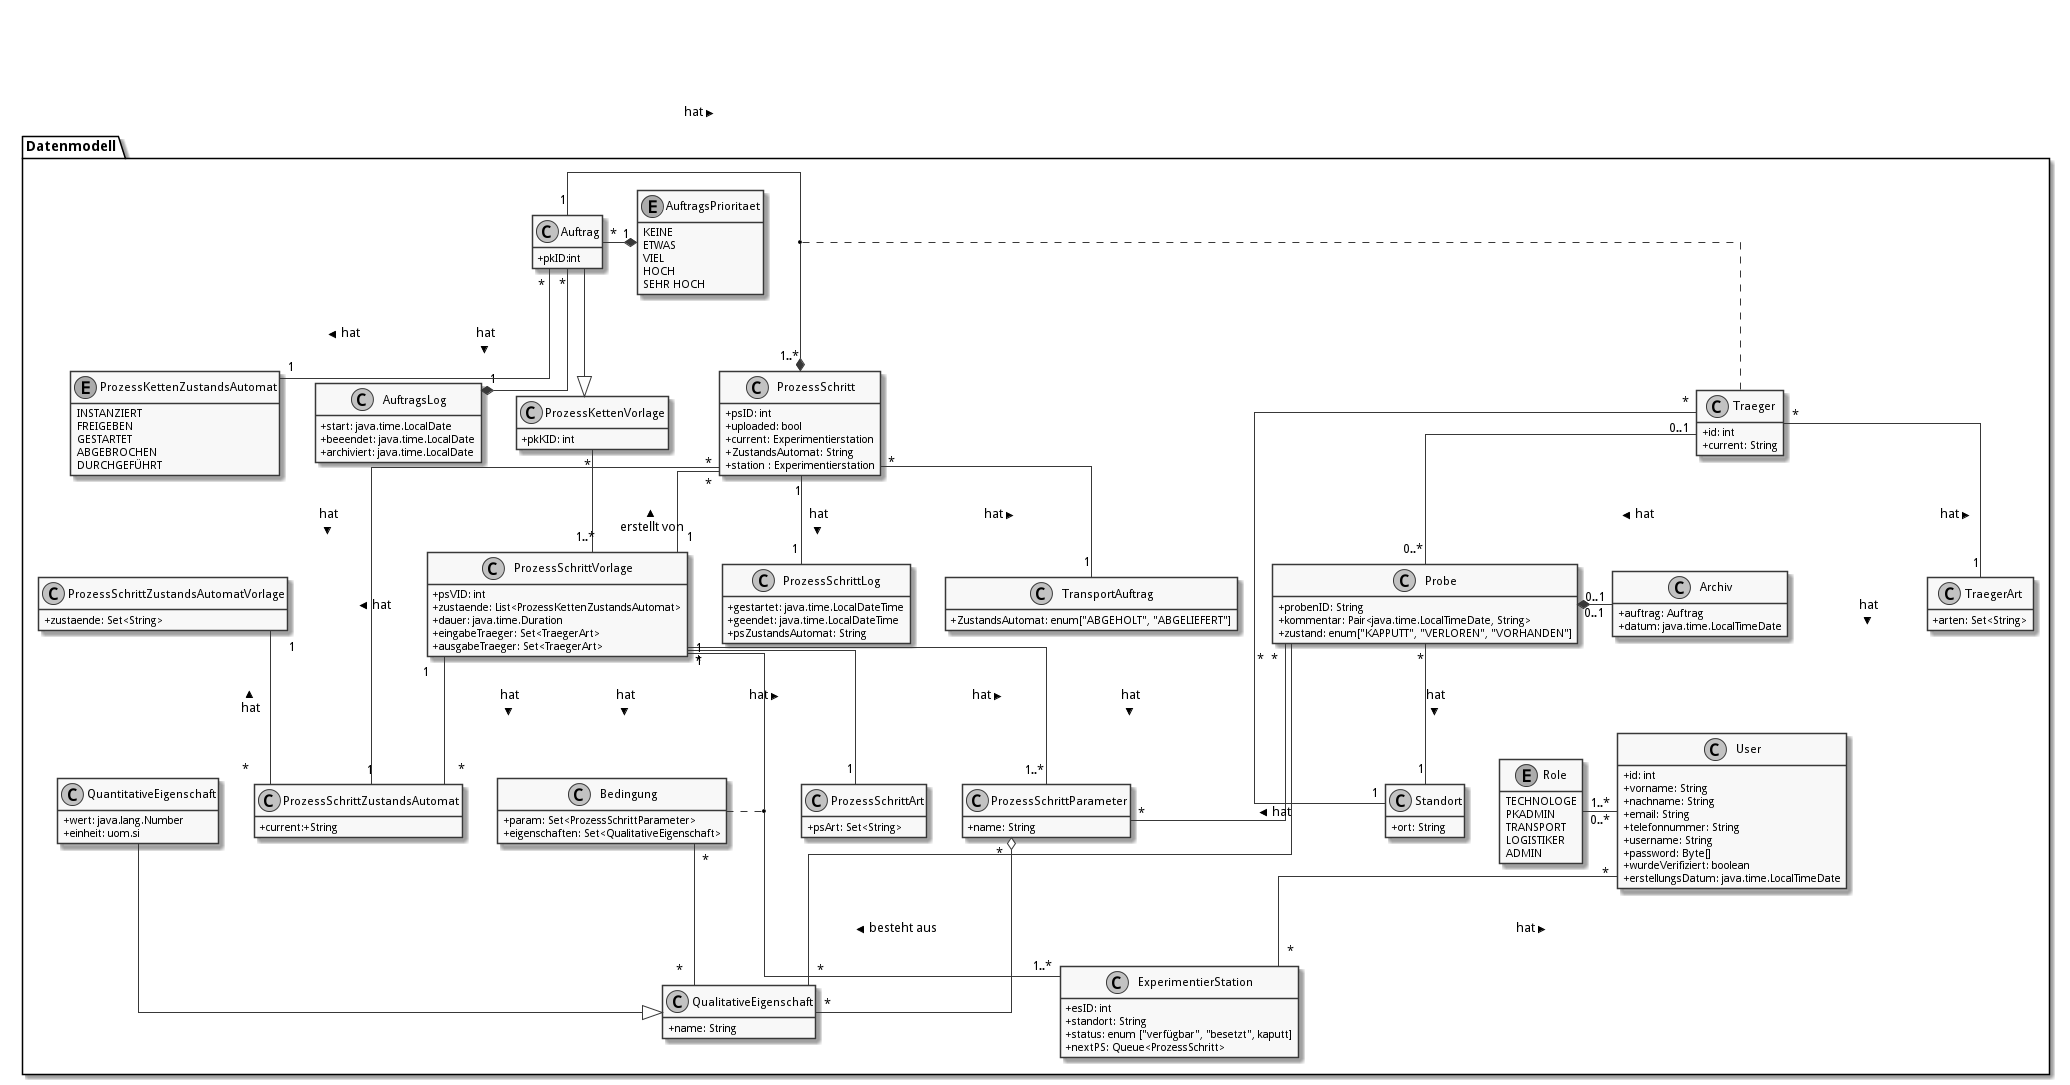 hat ►
Datenmodell
1
E AuftragsPrioritaet
KEINE
ETWAS
VIEL
HOCH
SEHR HOCH
C Auftrag
+pkID:int
* 1
* *
◄ hat
hat
▼
1..*
1
1
E ProzessKettenZustandsAutomat
INSTANZIERT
FREIGEBEN
GESTARTET
ABGEBROCHEN
DURCHGEFÜHRT
C AuftragsLog
+start: java.time.LocalDate
+beeendet: java.time.LocalDate
+archiviert: java.time.LocalDate
C ProzessKettenVorlage
+pkKID: int
*
C ProzessSchritt
+psID: int
+uploaded: bool
+current: Experimentierstation
+ZustandsAutomat: String
+station : Experimentierstation
*
*
*
1
C Traeger
+id: int
+current: String
*
0..1
*
hat
▼
▲
erstellt von
hat
▼
hat ►
◄ hat
hat ►
1..*
1
1
1
0..*
1
C ProzessSchrittZustandsAutomatVorlage
+zustaende: Set<String>
1
◄ hat
C ProzessSchrittVorlage
+psVID: int
+zustaende: List<ProzessKettenZustandsAutomat>
+dauer: java.time.Duration
+eingabeTraeger: Set<TraegerArt>
+ausgabeTraeger: Set<TraegerArt>
1
1
*
1
C ProzessSchrittLog
+gestartet: java.time.LocalDateTime
+geendet: java.time.LocalDateTime
+psZustandsAutomat: String
C TransportAuftrag
+ZustandsAutomat: enum["ABGEHOLT", "ABGELIEFERT"]
C Probe
+probenID: String
+kommentar: Pair<java.time.LocalTimeDate, String>
+zustand: enum["KAPPUTT", "VERLOREN", "VORHANDEN"]
0..1
0..1
* * *
C Archiv
+auftrag: Auftrag
+datum: java.time.LocalTimeDate
hat
▼
C TraegerArt
+arten: Set<String>
▲
hat
hat
▼
hat
▼
hat ►
hat ►
hat
▼
hat
▼
*
1
*
1
1..*
1
1
C QuantitativeEigenschaft
+wert: java.lang.Number
+einheit: uom.si
C ProzessSchrittZustandsAutomat
+current:+String
C Bedingung
+param: Set<ProzessSchrittParameter>
+eigenschaften: Set<QualitativeEigenschaft>
*
C ProzessSchrittArt
+psArt: Set<String>
C ProzessSchrittParameter
+name: String
*
*
◄ hat
C Standort
+ort: String
E Role
TECHNOLOGE
PKADMIN
TRANSPORT
LOGISTIKER
ADMIN
1..*
0..*
C User
+id: int
+vorname: String
+nachname: String
+email: String
+telefonnummer: String
+username: String
+password: Byte[]
+wurdeVerifiziert: boolean
+erstellungsDatum: java.time.LocalTimeDate
*
◄ besteht aus
hat ►
*
*
1..*
*
C QualitativeEigenschaft
+name: String
*
C ExperimentierStation
+esID: int
+standort: String
+status: enum ["verfügbar", "besetzt", kaputt]
+nextPS: Queue<ProzessSchritt>